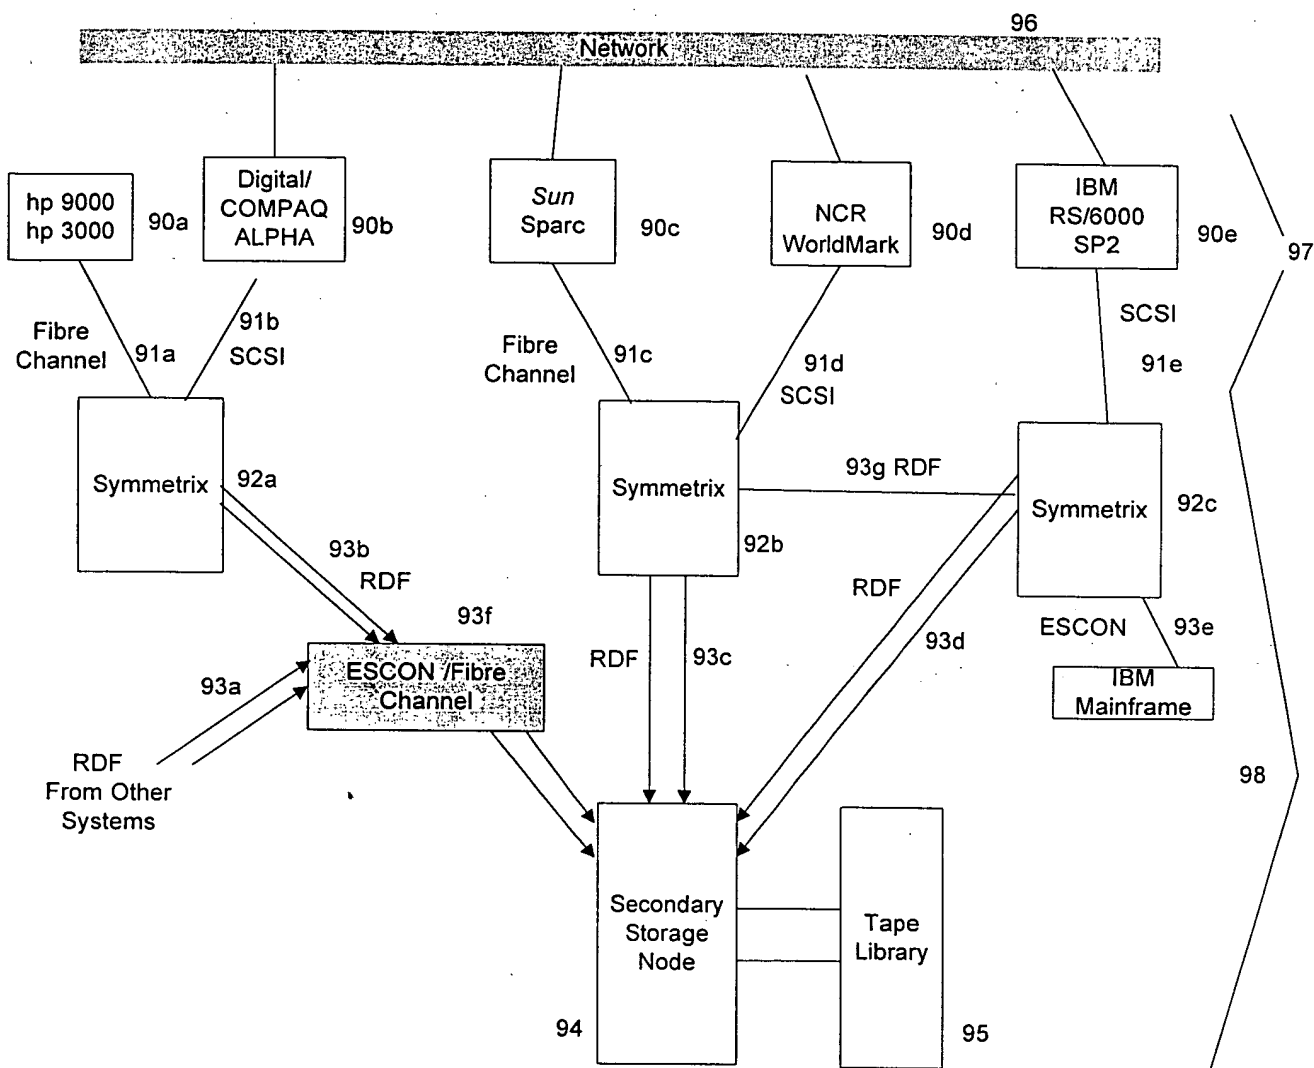 96
Network
hp 9000
hp 3000
90a
Digital/
COMPAQ
ALPHA
90b
Sun
Sparc
90c
NCR
WorldMark
90d
IBM
RS/6000
SP2
90e
97
Fibre
Channel
91a
91b
SCSI
Fibre
Channel
91c
91d
SCSI
SCSI
91e
Symmetrix
92a
Symmetrix
92b
93g RDF
Symmetrix
92c
93b
RDF
93f
ESCON /Fibre
Channel
93a
RDF
From Other
Systems
RDF
93c
RDF
93d
ESCON
93e
IBM
Mainframe
98
Secondary
Storage
Node
94
Tape
Library
95